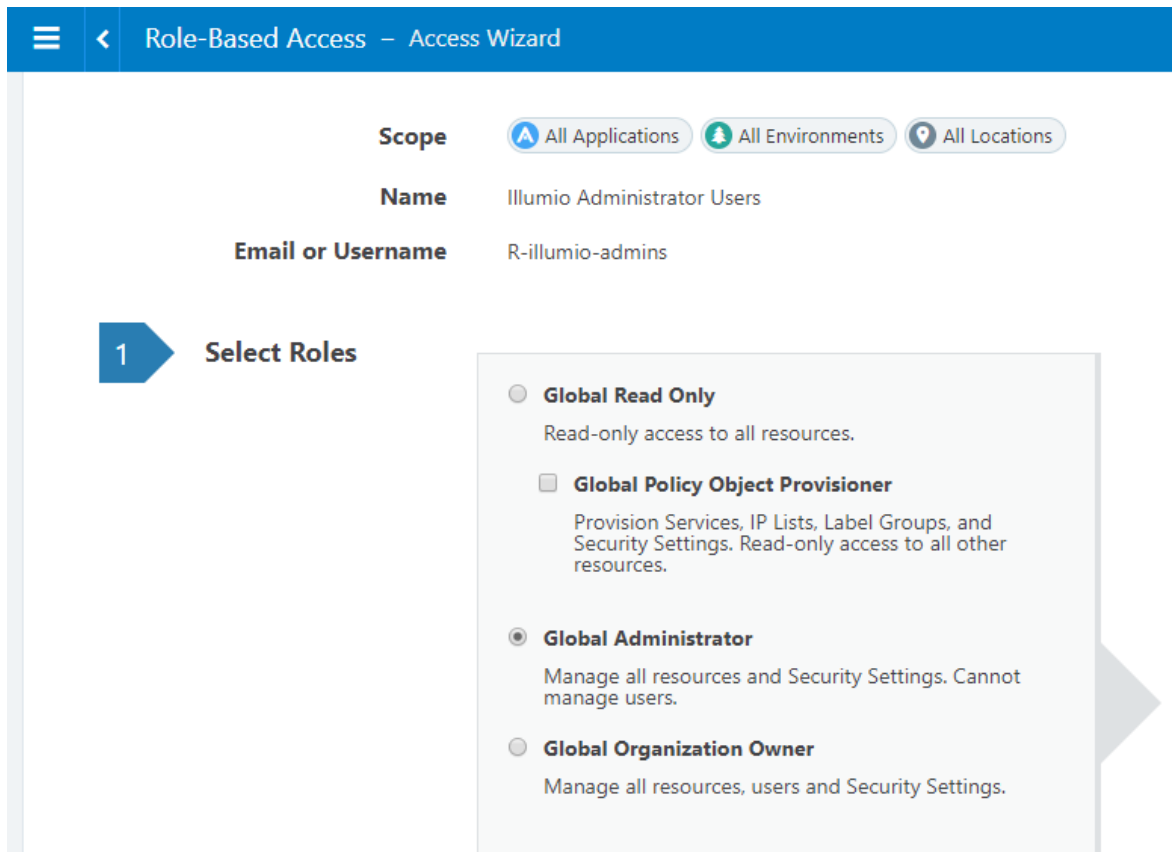 Role-Based Access – Access Wizard
Scope All Applications All Environments All Locations
Name Illumio Administrator Users
Email or Username R-illumio-admins
1 Select Roles
Global Read Only
Read-only access to all resources.
Global Policy Object Provisioner
Provision Services, IP Lists, Label Groups, and
Security Settings. Read-only access to all other
resources.
Global Administrator
Manage all resources and Security Settings. Cannot
manage users.
Global Organization Owner
Manage all resources, users and Security Settings.